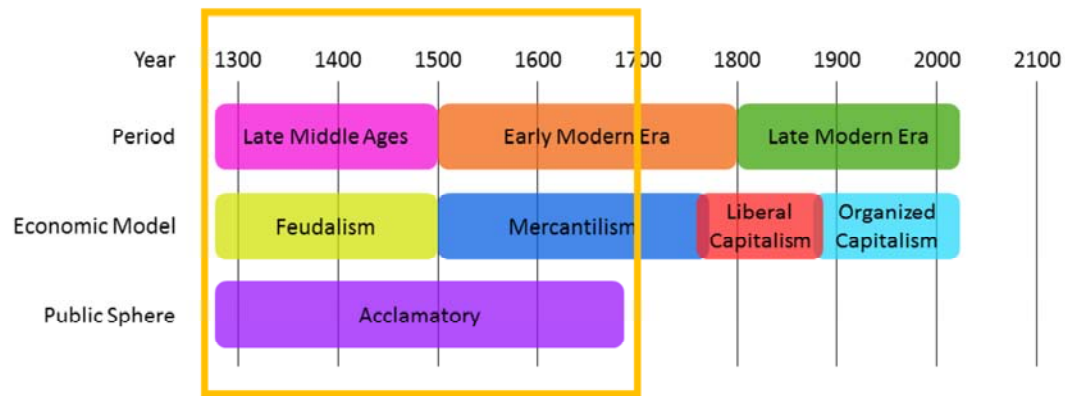 Year 1300 1400 1500 1600 1700 1800 1900 2000 2100
Period Late Middle Ages Early Modern Era Late Modern Era
Economic Model Feudalism Mercantilism Liberal Capitalism Organized Capitalism
Public Sphere Acclamatory